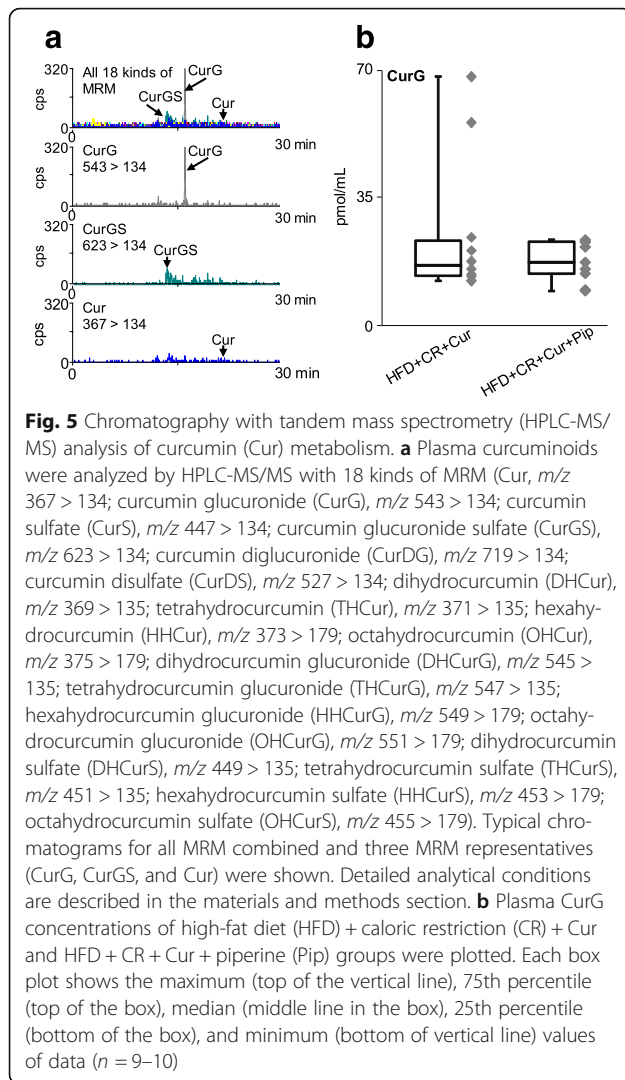 a
b
320
All 18 kinds of
MRM
CurG
CurGS
Cur
cps
0
0
30 min
320
CurG
543 > 134
CurG
cps
0
0
30 min
320
CurGS
623 > 134
CurGS
cps
0
0
30 min
320
Cur
367 > 134
Cur
cps
0
0
30 min
70
CurG
35
pmol/mL
0
HFD+CR+Cur
HFD+CR+Cur+Pip
Fig. 5 Chromatography with tandem mass spectrometry (HPLC-MS/
MS) analysis of curcumin (Cur) metabolism. a Plasma curcuminoids
were analyzed by HPLC-MS/MS with 18 kinds of MRM (Cur, m/z
367 > 134; curcumin glucuronide (CurG), m/z 543 > 134; curcumin
sulfate (CurS), m/z 447 > 134; curcumin glucuronide sulfate (CurGS),
m/z 623 > 134; curcumin diglucuronide (CurDG), m/z 719 > 134;
curcumin disulfate (CurDS), m/z 527 > 134; dihydrocurcumin (DHCur),
m/z 369 > 135; tetrahydrocurcumin (THCur), m/z 371 > 135; hexahy-
drocurcumin (HHCur), m/z 373 > 179; octahydrocurcumin (OHCur),
m/z 375 > 179; dihydrocurcumin glucuronide (DHCurG), m/z 545 >
135; tetrahydrocurcumin glucuronide (THCurG), m/z 547 > 135;
hexahydrocurcumin glucuronide (HHCurG), m/z 549 > 179; octahy-
drocurcumin glucuronide (OHCurG), m/z 551 > 179; dihydrocurcumin
sulfate (DHCurS), m/z 449 > 135; tetrahydrocurcumin sulfate (THCurS),
m/z 451 > 135; hexahydrocurcumin sulfate (HHCurS), m/z 453 > 179;
octahydrocurcumin sulfate (OHCurS), m/z 455 > 179). Typical chro-
matograms for all MRM combined and three MRM representatives
(CurG, CurGS, and Cur) were shown. Detailed analytical conditions
are described in the materials and methods section. b Plasma CurG
concentrations of high-fat diet (HFD) + caloric restriction (CR) + Cur
and HFD + CR + Cur + piperine (Pip) groups were plotted. Each box
plot shows the maximum (top of the vertical line), 75th percentile
(top of the box), median (middle line in the box), 25th percentile
(bottom of the box), and minimum (bottom of vertical line) values
of data (n = 9–10)